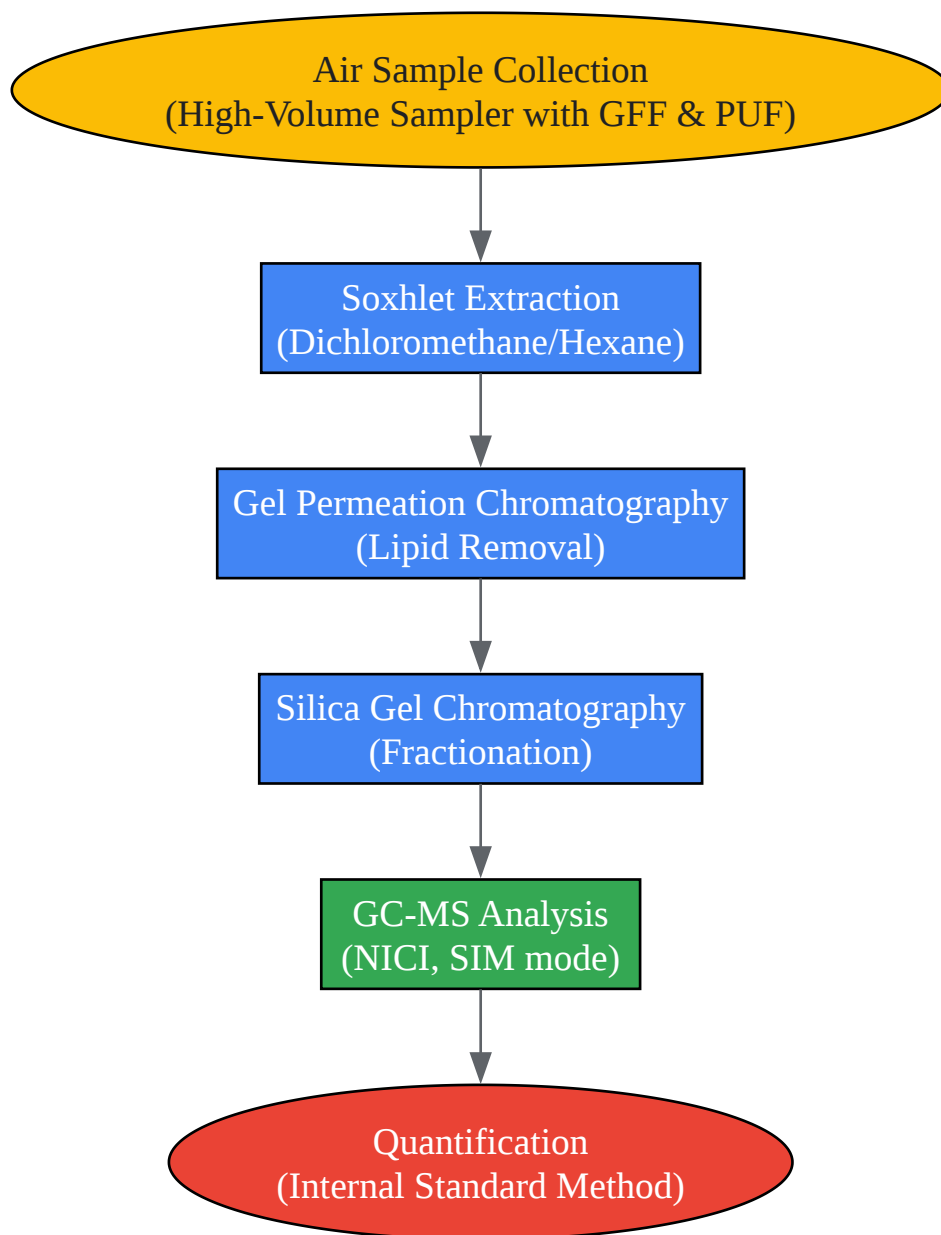 Air Sample Collection
(High-Volume Sampler with GFF & PUF)
Soxhlet Extraction
(Dichloromethane/Hexane)
Gel Permeation Chromatography
(Lipid Removal)
Silica Gel Chromatography
(Fractionation)
GC-MS Analysis
(NICI, SIM mode)
Quantification
(Internal Standard Method)